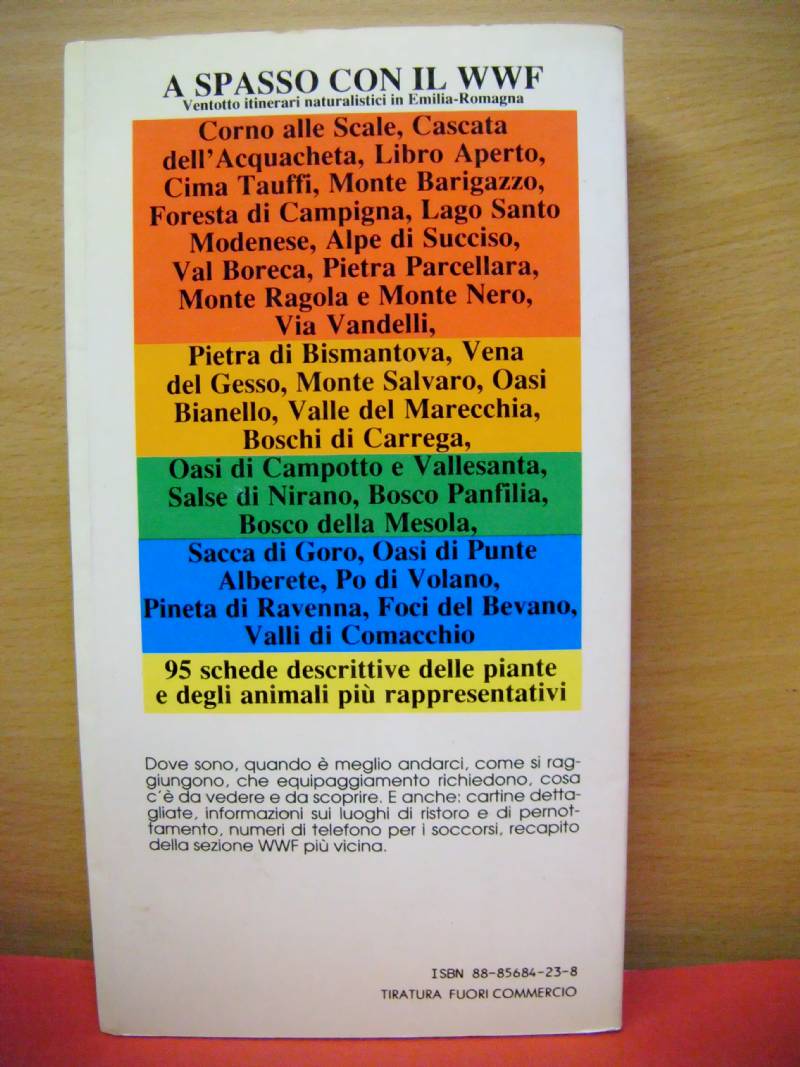 A SPASSO CON IL WWF
Ventotto itinerari naturalistici in Emilia-Romagna
Corno alle Scale, Cascata
dell'Acquacheta, Libro Aperto,
Cima Tauffi, Monte Barigazzo,
Foresta di Campigna, Lago Santo
Modenese, Alpe di Succiso,
Val Boreca, Pietra Parcellara,
Monte Ragola e Monte Nero,
Via Vandelli,
Pietra di Bismantova, Vena
del Gesso, Monte Salvaro, Oasi
Bianello, Valle del Marecchia,
Boschi di Carrega,
Oasi di Campotto e Vallesanta,
Salse di Nirano, Bosco Panfilia,
Bosco della Mesola,
Sacca di Goro, Oasi di Punte
Alberete, Po di Volano,
Pineta di Ravenna, Foci del Bevano,
Valli di Comacchio
95 schede descrittive delle piante
e degli animali più rappresentativi
Dove sono, quando è meglio andarci, come si rag-
giungono, che equipaggiamento richiedono, cosa
c'è da vedere e da scoprire. E anche: cartine detta-
gliate, informazioni sui luoghi di ristoro e di pernot-
tamento, numeri di telefono per i soccorsi, recapito
della sezione WWF più vicina.
ISBN 88-85684-23-8
TIRATURA FUORI COMMERCIO